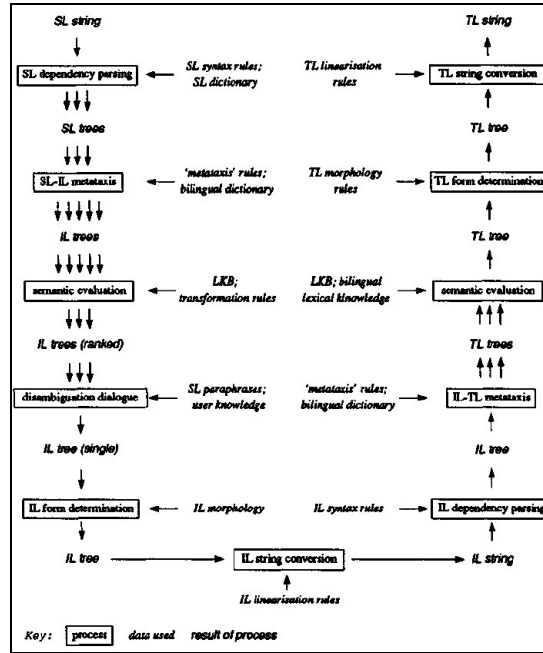 SL string
TL string
SL dependency parsing
SL syntax rules;
SL dictionary
TL linearisation
rules
TL string conversion
SL trees
TL tree
SL-IL metataxis
'metataxis' rules;
bilingual dictionary
TL morphology
rules
TL form determination
IL trees
TL tree
semantic evaluation
LKB;
transformation rules
LKB; bilingual
lexical knowledge
semantic evaluation
IL trees (ranked)
TL trees
disambiguation dialogue
SL paraphrases;
user knowledge
'metataxis' rules;
bilingual dictionary
IL-TL metataxis
IL tree (single)
IL tree
IL form determination
IL morphology
IL syntax rules
IL dependency parsing
IL tree
IL string conversion
IL string
IL linearisation rules
Key: process data used result of process